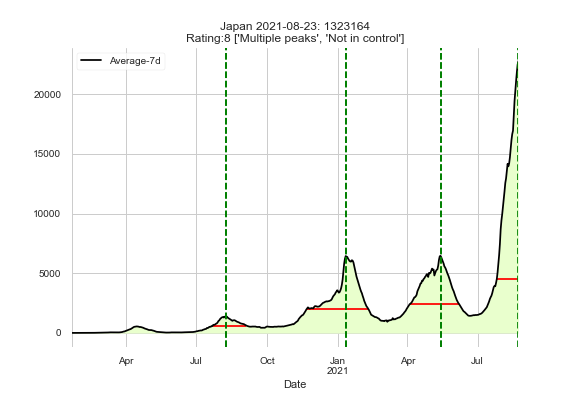 Japan 2021-08-23: 1323164
Rating:8 ['Multiple peaks', 'Not in control']
Average-7d
20000
15000
10000
5000
0
Apr
Jul
Oct
Jan
2021
Apr
Jul
Date